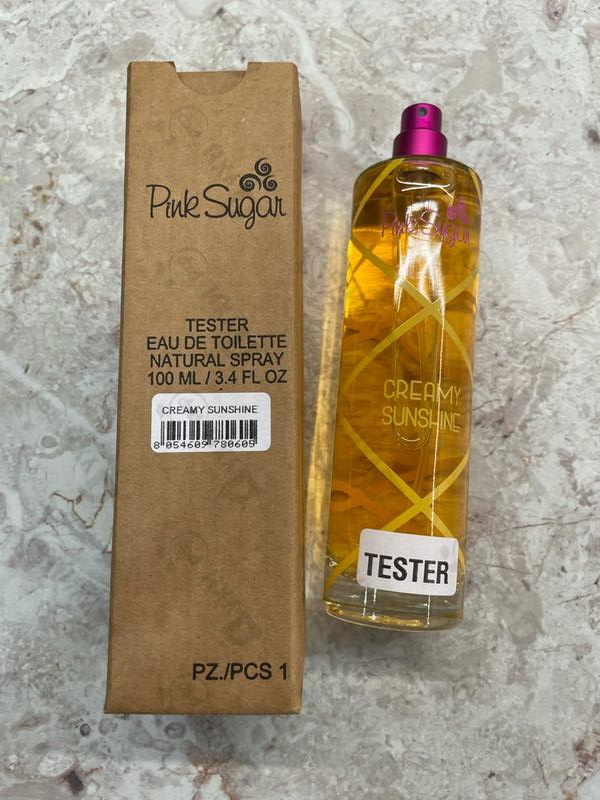 Pink Sugar
TESTER
EAU DE TOILETTE
NATURAL SPRAY
100 ML / 3.4 FL OZ
CREAMY SUNSHINE
8 054609 780605
PZ./PCS 1
Pink Sugar
CREAMY
SUNSHINE
TESTER